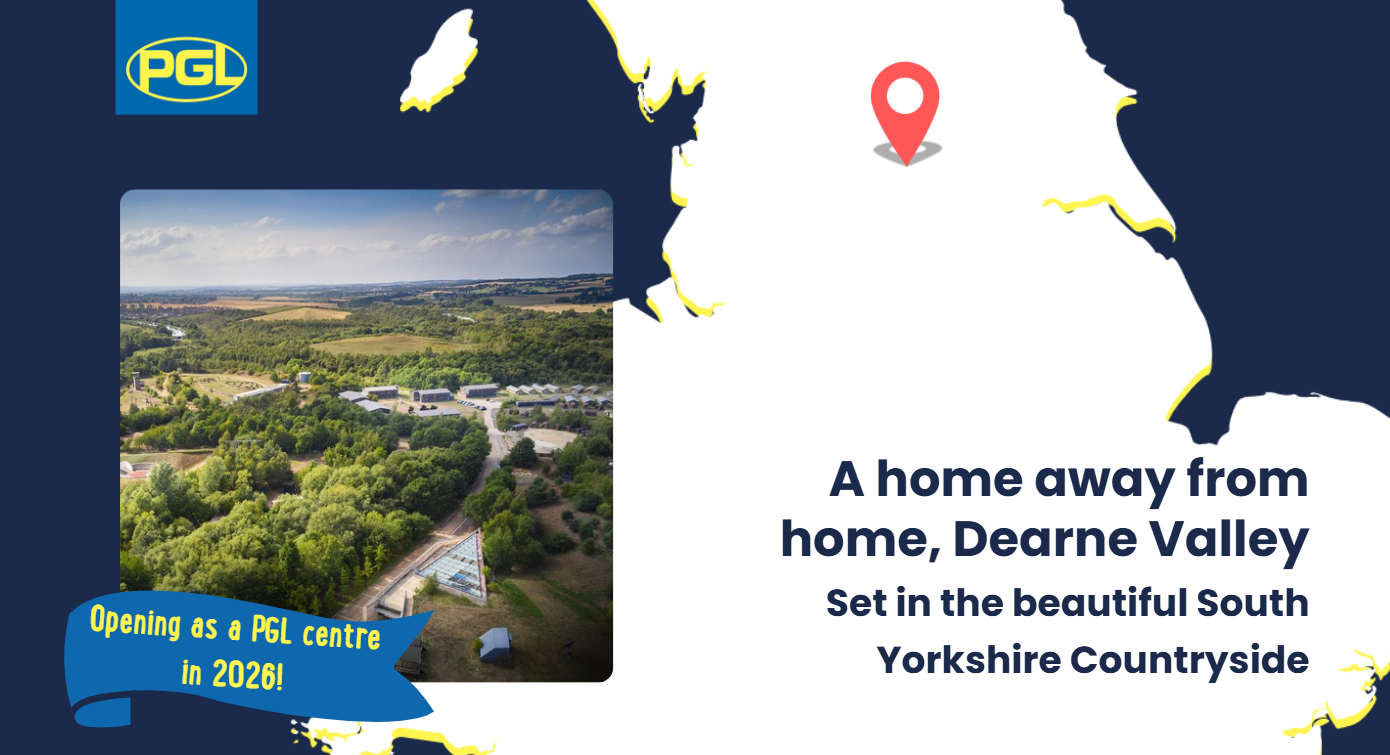 PGL
Opening as a PGL centre
in 2026!
A home away from
home, Dearne Valley
Set in the beautiful South
Yorkshire Countryside